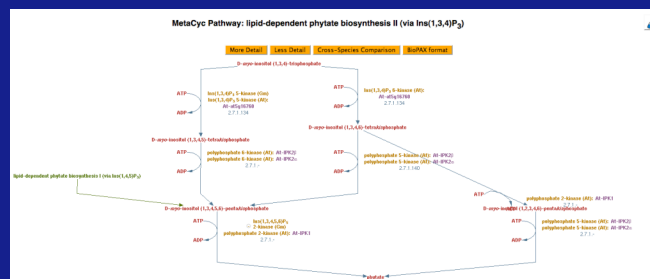 MetaCyc Pathway: lipid-dependent phytate biosynthesis II (via Ins(1,3,4)P3)
More Detail Less Detail Cross-Species Comparison BioPAX format
D-myo-inositol (1,3,4)-trisphosphate
ATP
Ins(1,3,4)P3 5-kinase (Gm)
Ins(1,3,4)P3 5-kinase (At):
At-at5g16760
2.7.1.134
ADP
ATP
Ins(1,3,4)P3 6-kinase (At):
At-at5g16760
2.7.1.134
ADP
D-myo-inositol (1,3,4,5)-tetrakisphosphate
D-myo-inositol (1,3,4,6)-tetrakisphosphate
ATP
polyphosphate 6-kinase (At): At-IPK2β
polyphosphate 6-kinase (At): At-IPK2α
2.7.1.-
ADP
ATP
polyphosphate 5-kinase (At): At-IPK2β
polyphosphate 5-kinase (At): At-IPK2α
2.7.1.140
ADP
lipid-dependent phytate biosynthesis I (via Ins(1,4,5)P3)
ATP
polyphosphate 2-kinase (At): At-IPK1
2.7.1.-
D-myo-inositol (1,3,4,5,6)-pentakisphosphate
D-myo-inositol (1,2,3,4,6)-pentakisphosphate
ATP
Ins(1,3,4,5,6)P5
2-kinase (Gm)
polyphosphate 2-kinase (At): At-IPK1
2.7.1.-
ADP
ATP
polyphosphate 5-kinase (At): At-IPK2β
polyphosphate 5-kinase (At): At-IPK2α
2.7.1.-
ADP
phytate